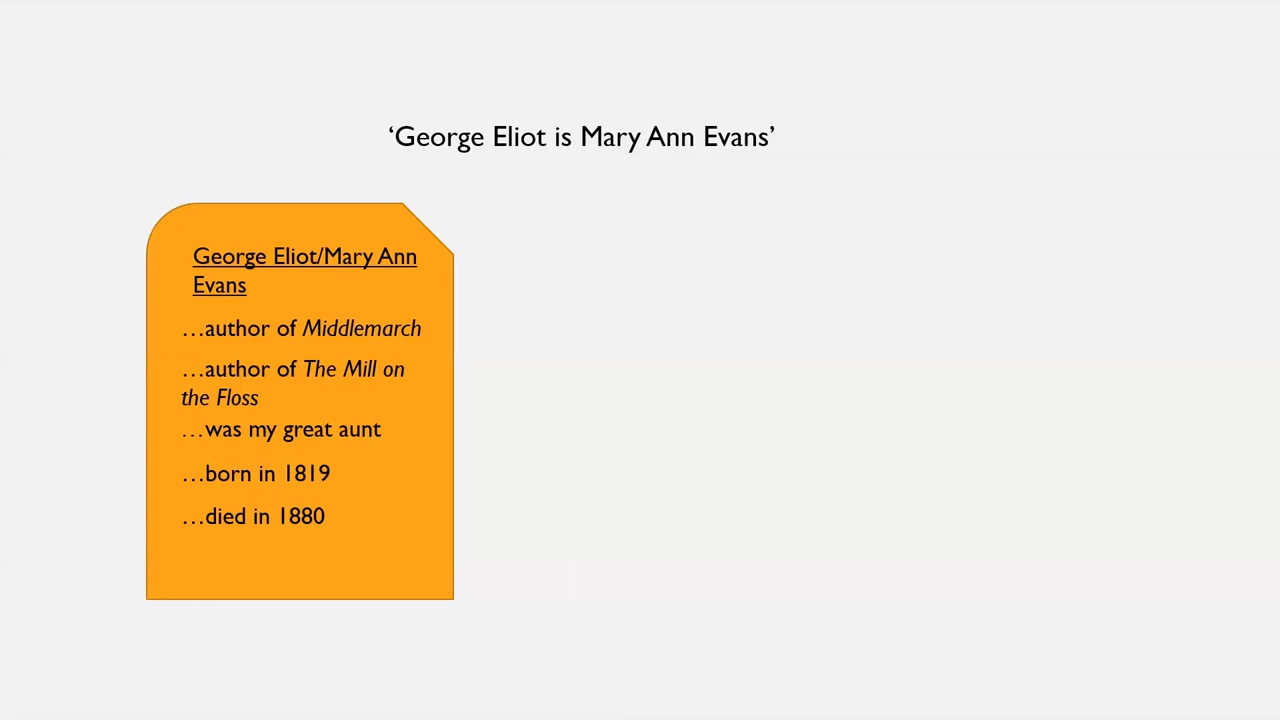 ‘George Eliot is Mary Ann Evans’
George Eliot/Mary Ann
Evans
…author of Middlemarch
…author of The Mill on
the Floss
…was my great aunt
…born in 1819
…died in 1880